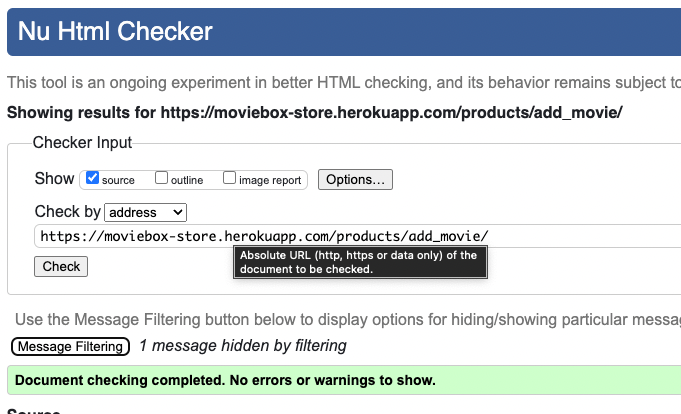 Nu Html Checker
This tool is an ongoing experiment in better HTML checking, and its behavior remains subject to
Showing results for https://moviebox-store.herokuapp.com/products/add_movie/
Checker Input
Show source outline image report Options...
Check by address
https://moviebox-store.herokuapp.com/products/add_movie/
Absolute URL (http, https or data only) of the
document to be checked.
Check
Use the Message Filtering button below to display options for hiding/showing particular messa
Message Filtering 1 message hidden by filtering
Document checking completed. No errors or warnings to show.
Source